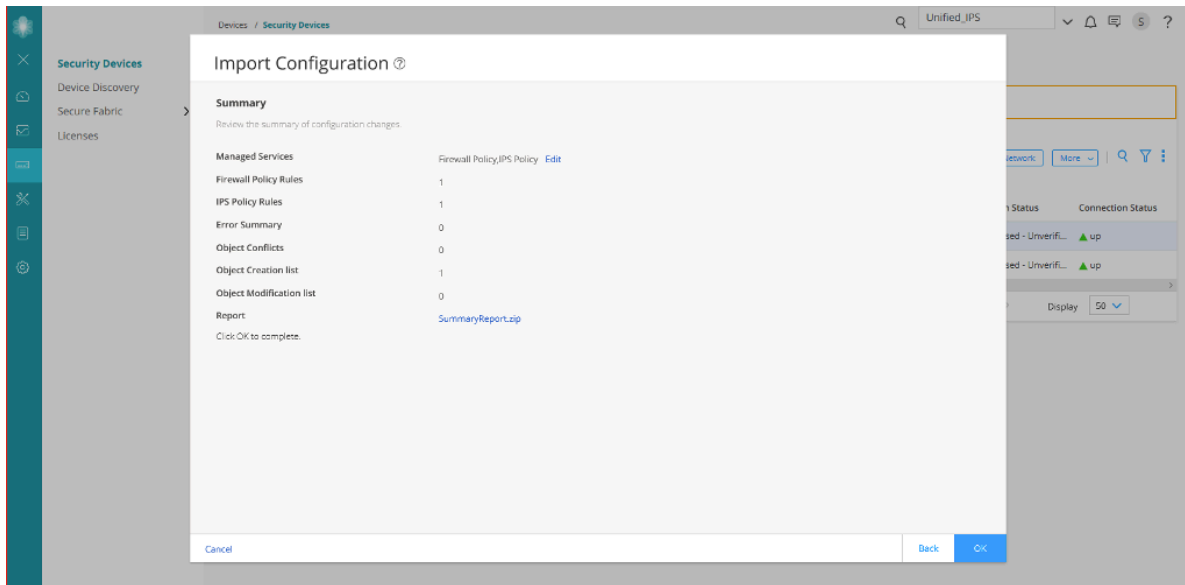 Devices / Security Devices
Unified_IPS
S
?
Security Devices
Device Discovery
Secure Fabric
Licenses
Import Configuration ?
Summary
Review the summary of configuration changes.
Managed Services Firewall Policy,IPS Policy Edit
Firewall Policy Rules 1
IPS Policy Rules 1
Error Summary 0
Object Conflicts 0
Object Creation list 1
Object Modification list 0
Report SummaryReport.zip
Click OK to complete.
Cancel
Back
OK
More
Status
Connection Status
sed - Unverifi... up
sed - Unverifi... up
Display 50